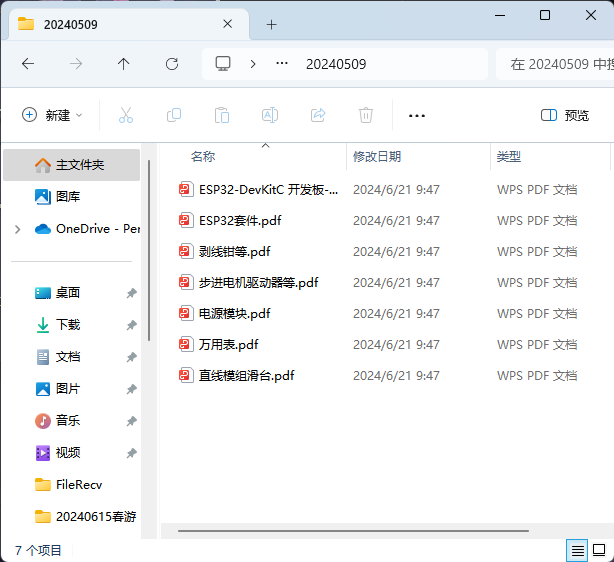 20240509
20240509
在 20240509 中搜
新建
预览
名称
修改日期
类型
主文件夹
图库
OneDrive - Per
桌面
下载
文档
图片
音乐
视频
FileRecv
20240615春游
ESP32-DevKitC 开发板-... 2024/6/21 9:47 WPS PDF 文档
ESP32套件.pdf 2024/6/21 9:47 WPS PDF 文档
剥线钳等.pdf 2024/6/21 9:47 WPS PDF 文档
步进电机驱动器等.pdf 2024/6/21 9:47 WPS PDF 文档
电源模块.pdf 2024/6/21 9:47 WPS PDF 文档
万用表.pdf 2024/6/21 9:47 WPS PDF 文档
直线模组滑台.pdf 2024/6/21 9:47 WPS PDF 文档
7 个项目